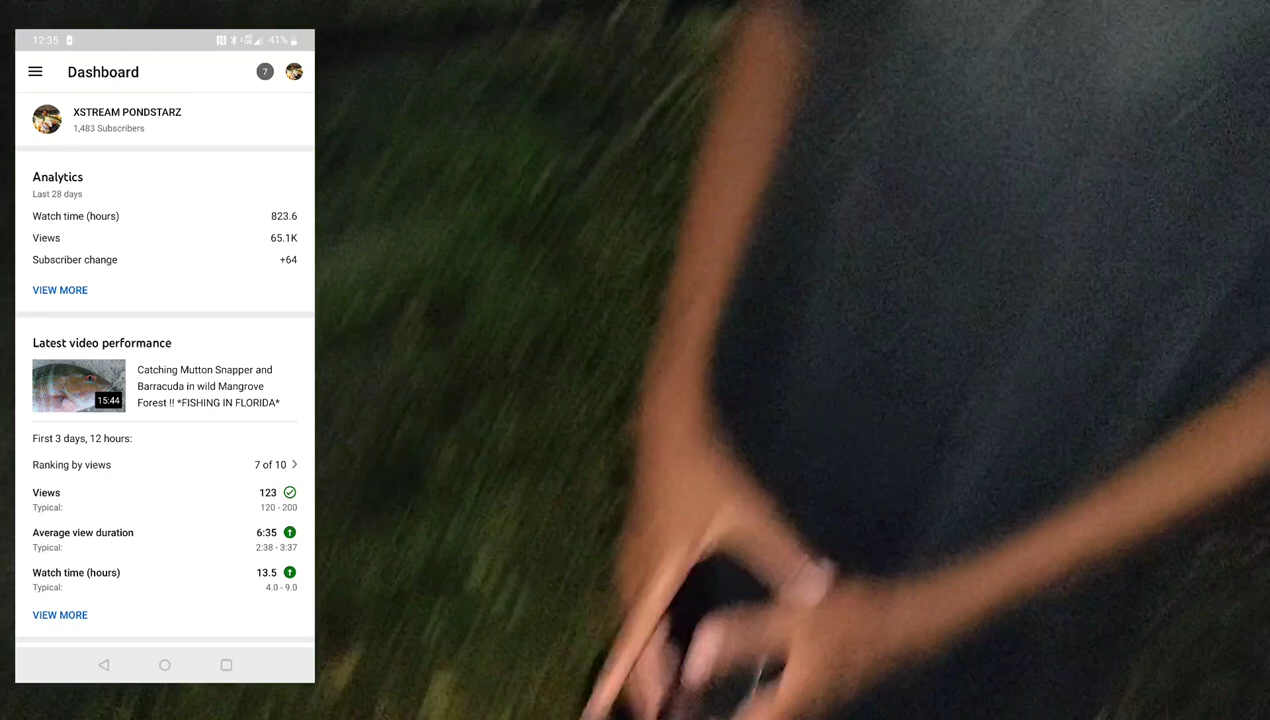 12:35
41%
Dashboard
7
XSTREAM PONDSTARZ
1,483 Subscribers
Analytics
Last 28 days
Watch time (hours) 823.6
Views 65.1K
Subscriber change +64
VIEW MORE
Latest video performance
15:44
Catching Mutton Snapper and
Barracuda in wild Mangrove
Forest !! *FISHING IN FLORIDA*
First 3 days, 12 hours:
Ranking by views 7 of 10
Views 123
Typical: 120 - 200
Average view duration 6:35
Typical: 2:38 - 3:37
Watch time (hours) 13.5
Typical: 4.0 - 9.0
VIEW MORE